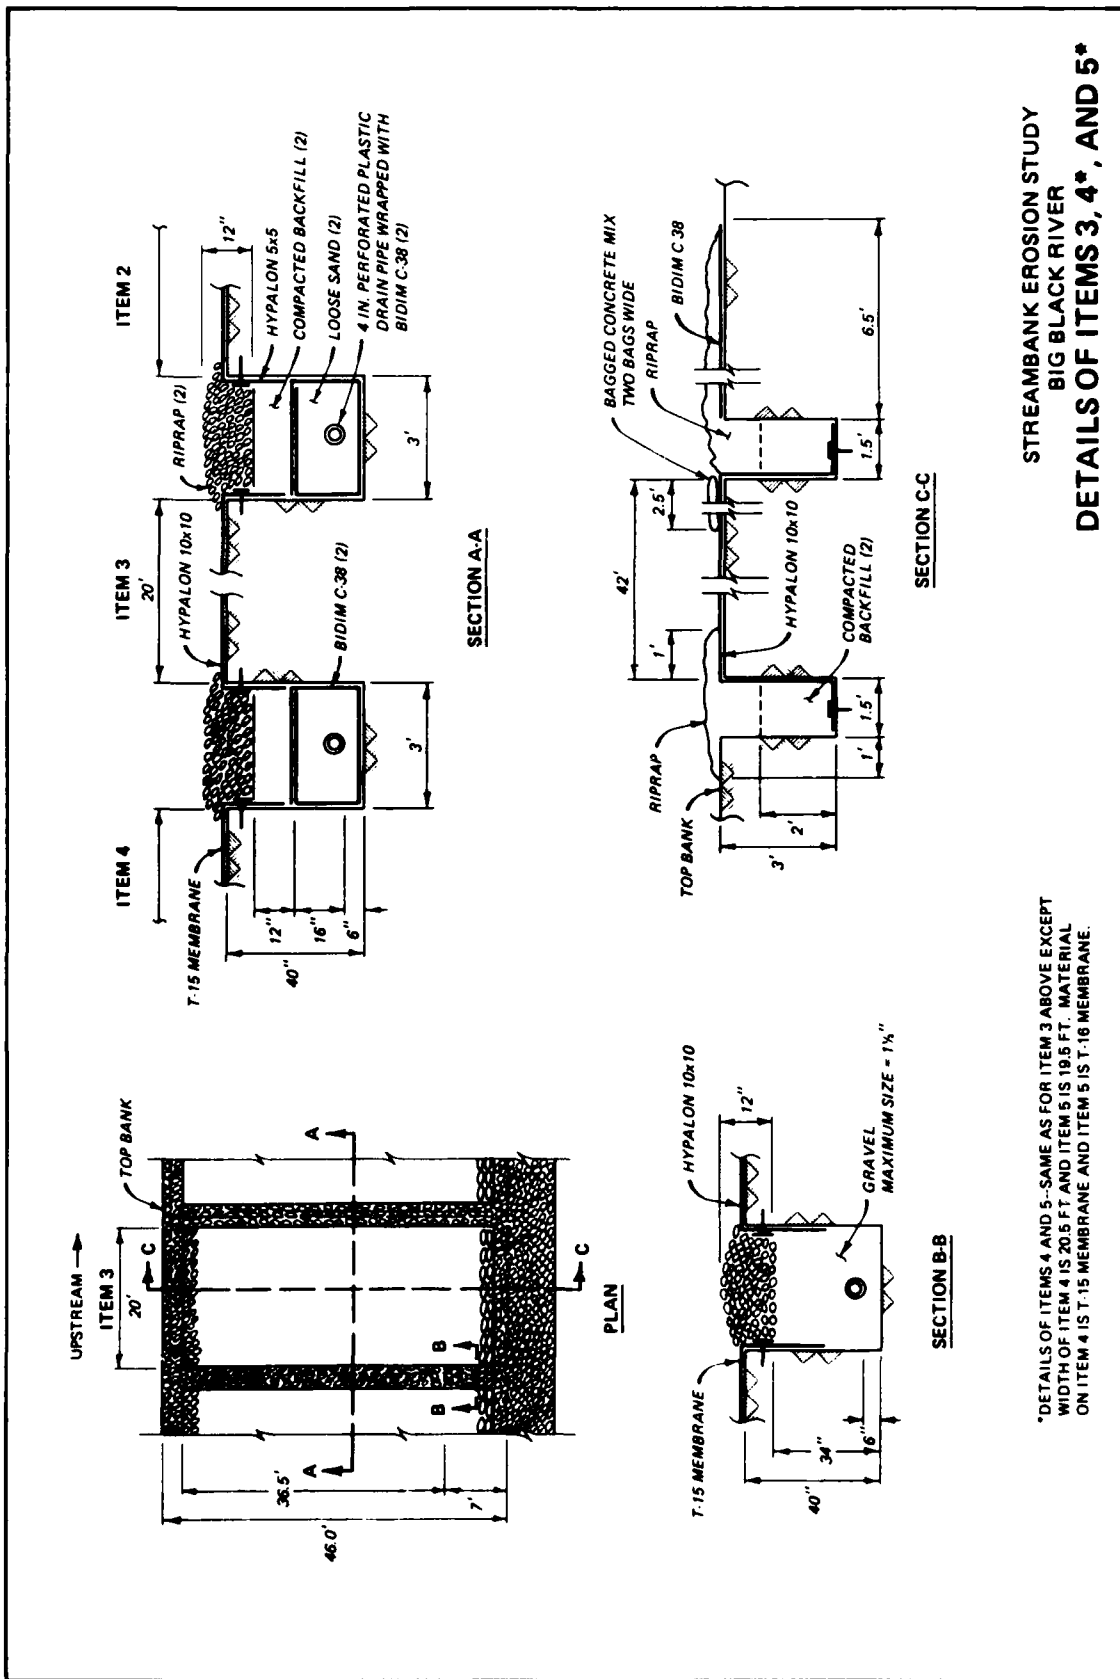 UPSTREAM
ITEM 3
20'
TOP BANK
C
C
A
A
B
B
46.0'
36.5'
7'
PLAN
ITEM 4
ITEM 3
20'
ITEM 2
T-15 MEMBRANE
HYPALON 10x10
RIPRAP (2)
12"
HYPALON 5x5
COMPACTED BACKFILL (2)
LOOSE SAND (2)
4 IN. PERFORATED PLASTIC
DRAIN PIPE WRAPPED WITH
BIDIM C-38 (2)
BIDIM C-38 (2)
40"
12"
16"
6"
3'
3'
SECTION A-A
T-15 MEMBRANE
HYPALON 10x10
12"
GRAVEL
MAXIMUM SIZE = 1½"
40"
34"
6"
SECTION B-B
TOP BANK
RIPRAP
42'
1'
2.5'
BAGGED CONCRETE MIX
TWO BAGS WIDE
RIPRAP
BIDIM C 38
HYPALON 10x10
COMPACTED
BACKFILL (2)
3'
2'
1'
1.5'
1.5'
6.5'
SECTION C-C
*DETAILS OF ITEMS 4 AND 5--SAME AS FOR ITEM 3 ABOVE EXCEPT
WIDTH OF ITEM 4 IS 20.5 FT AND ITEM 5 IS 19.5 FT. MATERIAL
ON ITEM 4 IS T-15 MEMBRANE AND ITEM 5 IS T-16 MEMBRANE.
STREAMBANK EROSION STUDY
BIG BLACK RIVER
DETAILS OF ITEMS 3, 4*, AND 5*